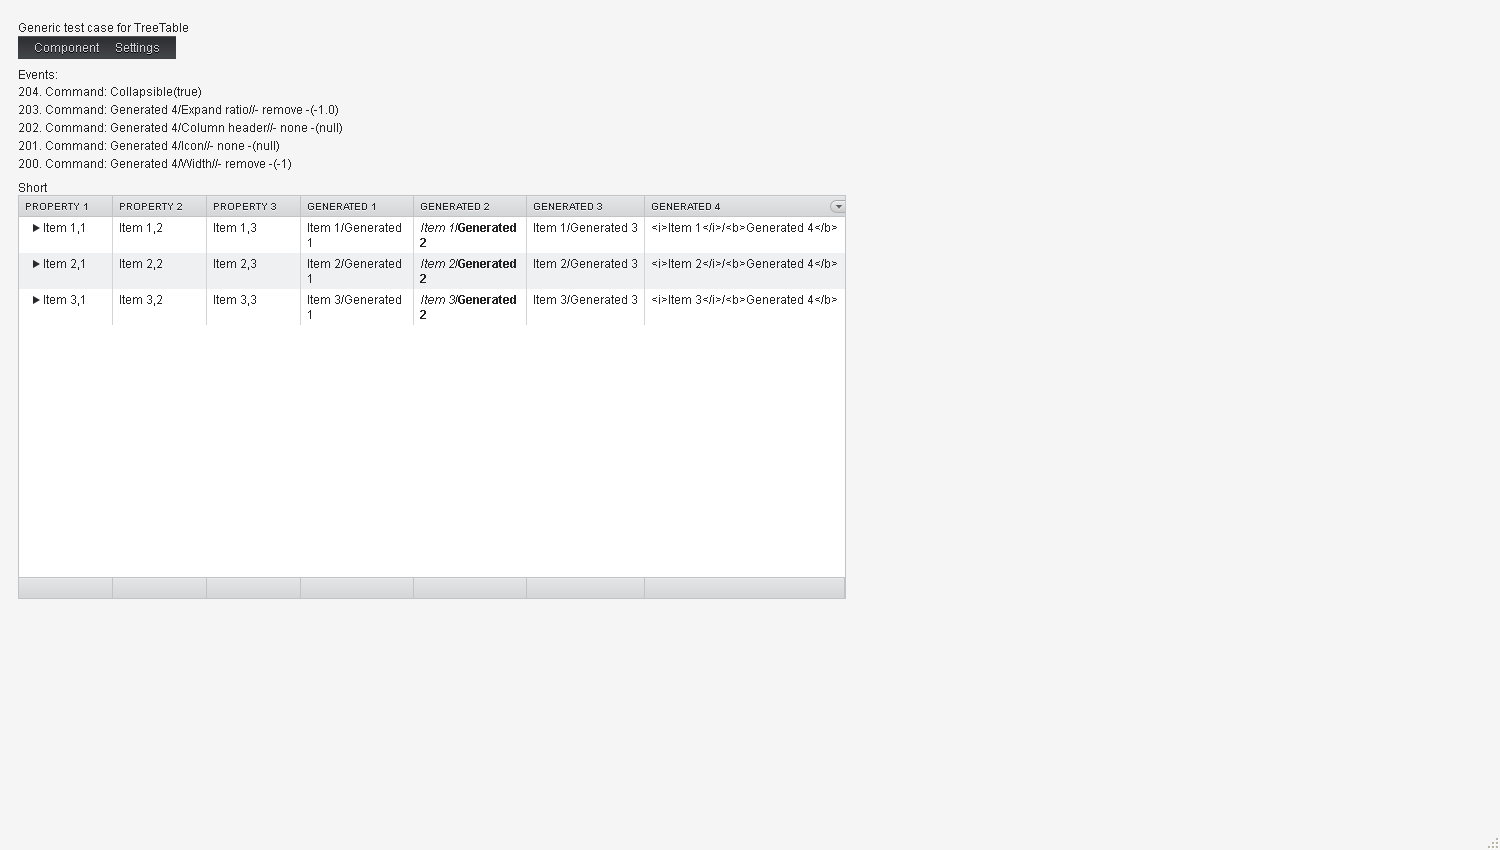 Generic test case for TreeTable
Component Settings
Events:
204. Command: Collapsible(true)
203. Command: Generated 4/Expand ratio//- remove -(-1.0)
202. Command: Generated 4/Column header//- none -(null)
201. Command: Generated 4/Icon//- none -(null)
200. Command: Generated 4/Width//- remove -(-1)
Short
PROPERTY 1 PROPERTY 2 PROPERTY 3 GENERATED 1 GENERATED 2 GENERATED 3 GENERATED 4
Item 1,1 Item 1,2 Item 1,3 Item 1/Generated 1 Item 1/Generated 2 Item 1/Generated 3 <i>Item 1</i>/<b>Generated 4</b>
Item 2,1 Item 2,2 Item 2,3 Item 2/Generated 1 Item 2/Generated 2 Item 2/Generated 3 <i>Item 2</i>/<b>Generated 4</b>
Item 3,1 Item 3,2 Item 3,3 Item 3/Generated 1 Item 3/Generated 2 Item 3/Generated 3 <i>Item 3</i>/<b>Generated 4</b>